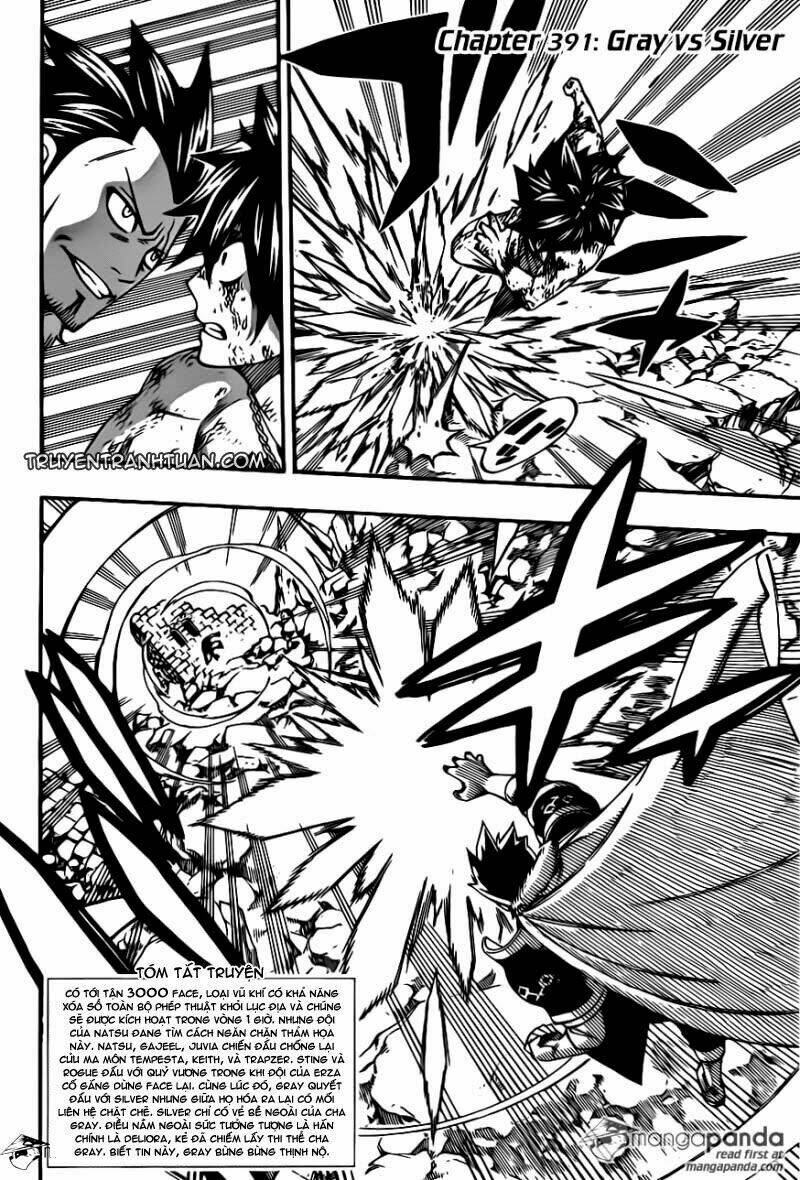 Chapter 391: Gray vs Silver
TRUYENTRANHTUAN.COM
TÓM TẮT TRUYỆN
CÓ TỚI TẬN 3000 FACE, LOẠI VŨ KHÍ CÓ KHẢ NĂNG
XÓA SỔ TOÀN BỘ PHÉP THUẬT KHỎI LỤC ĐỊA VÀ CHÚNG
SẼ ĐƯỢC KÍCH HOẠT TRONG VÒNG 1 GIỜ. NHƯNG ĐỘI
CỦA NATSU ĐANG TÌM CÁCH NGĂN CHẶN THẢM HỌA
NÀY. NATSU, GAJEEL, JUVIA CHIẾN ĐẤU CHỐNG LẠI
CỬU MA MÔN TEMPESTA, KEITH, VÀ TRAPZER. STING VÀ
ROGUE ĐẤU VỚI QUỶ VƯƠNG TRONG KHI ĐỘI CỦA ERZA
CỐ GẮNG DỪNG FACE LẠI. CÙNG LÚC ĐÓ, GRAY QUYẾT
ĐẤU VỚI SILVER NHƯNG GIỮA HỌ HÓA RA LẠI CÓ MỐI
LIÊN HỆ CHẶT CHẼ. SILVER CHỈ CÓ VẺ BỀ NGOÀI CỦA CHA
GRAY. ĐIỀU NẰM NGOÀI SỨC TƯỞNG TƯỢNG LÀ HẮN
CHÍNH LÀ DELIORA, KẺ ĐÃ CHIẾM LẤY THI THỂ CHA
GRAY. BIẾT TIN NÀY, GRAY BỪNG BỪNG THỊNH NỘ.
mangapanda
read first at
mangapanda.com